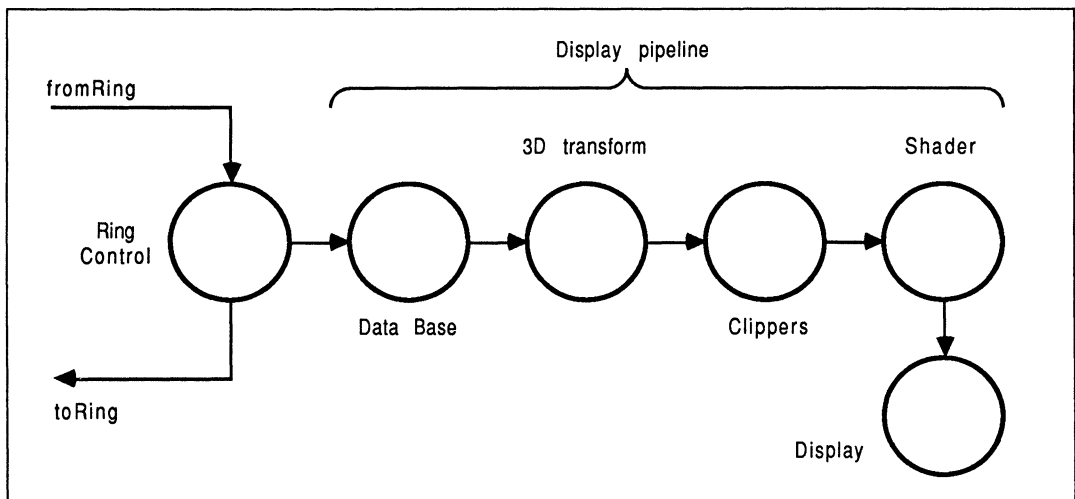 Display pipeline
fromRing
3D transform
Shader
Ring
Control
Data Base
Clippers
toRing
Display